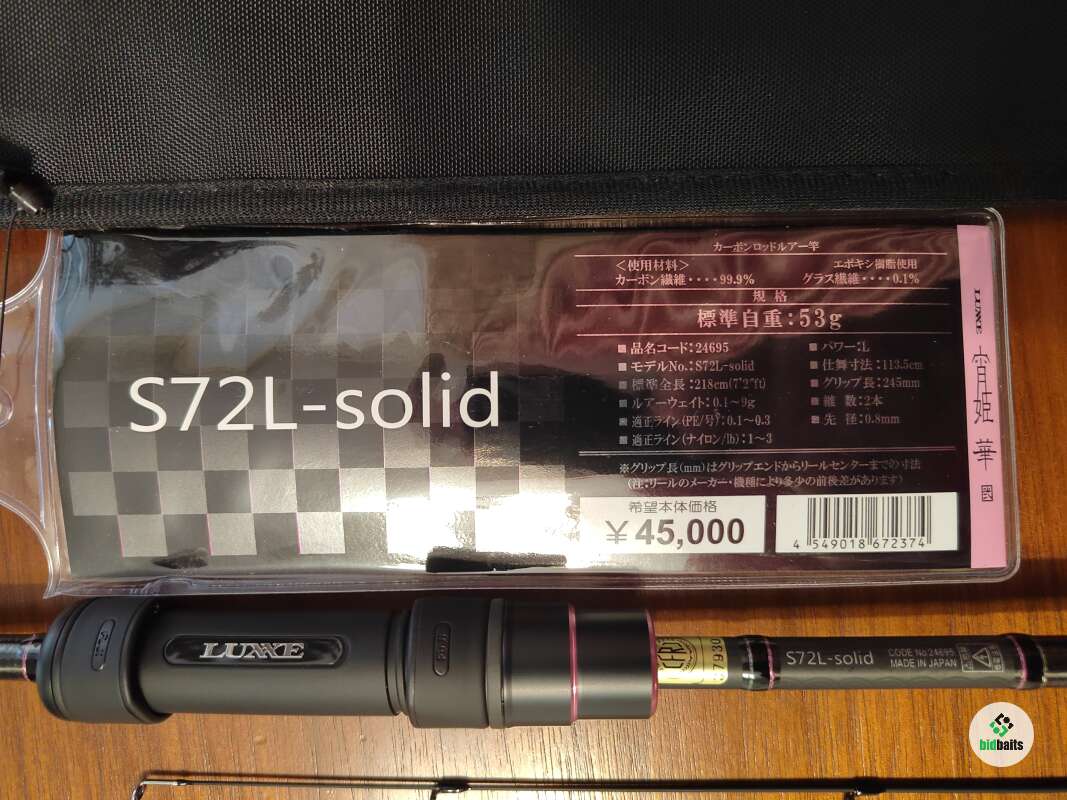 カーボンロッドルアー竿
＜使用材料＞ エポキシ樹脂使用
カーボン繊維‥‥99.9% グラス繊維‥‥0.1%
規格
標準自重:53g
■品名コード:24695 ■パワー:L
■モデルNo.:S72L-solid ■仕舞寸法:113.5cm
■標準全長:218cm(7'2"ft) ■グリップ長:245mm
■ルアーウェイト:0.1～9g ■継数:2本
■適正ライン(PE/号):0.1～0.3 ■先径:0.8mm
■適正ライン(ナイロン/lb):1～3
※グリップ長(mm)はグリップエンドからリールセンターまでの寸法
(注:リールのメーカー・機種により多少の前後差があります)
希望本体価格
¥45,000
4 549018 672374
S72L-solid
LUXXE
宵姫
華
LUXXE
S72L-solid
CODE No.24695
MADE IN JAPAN
bidbaits